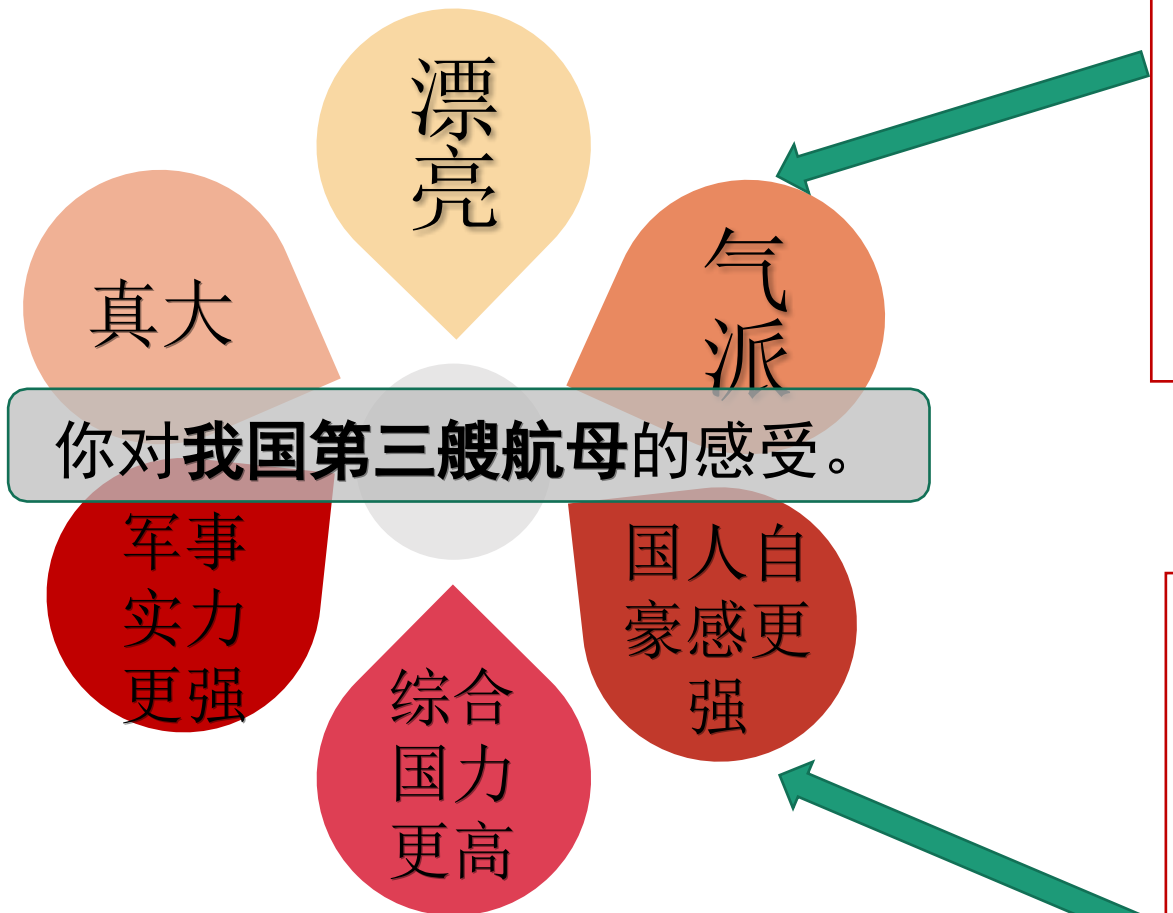 漂
亮
真大
气
派
你对我国第三艘航母的感受。
军事
实力
更强
国人自
豪感更
强
综合
国力
更高